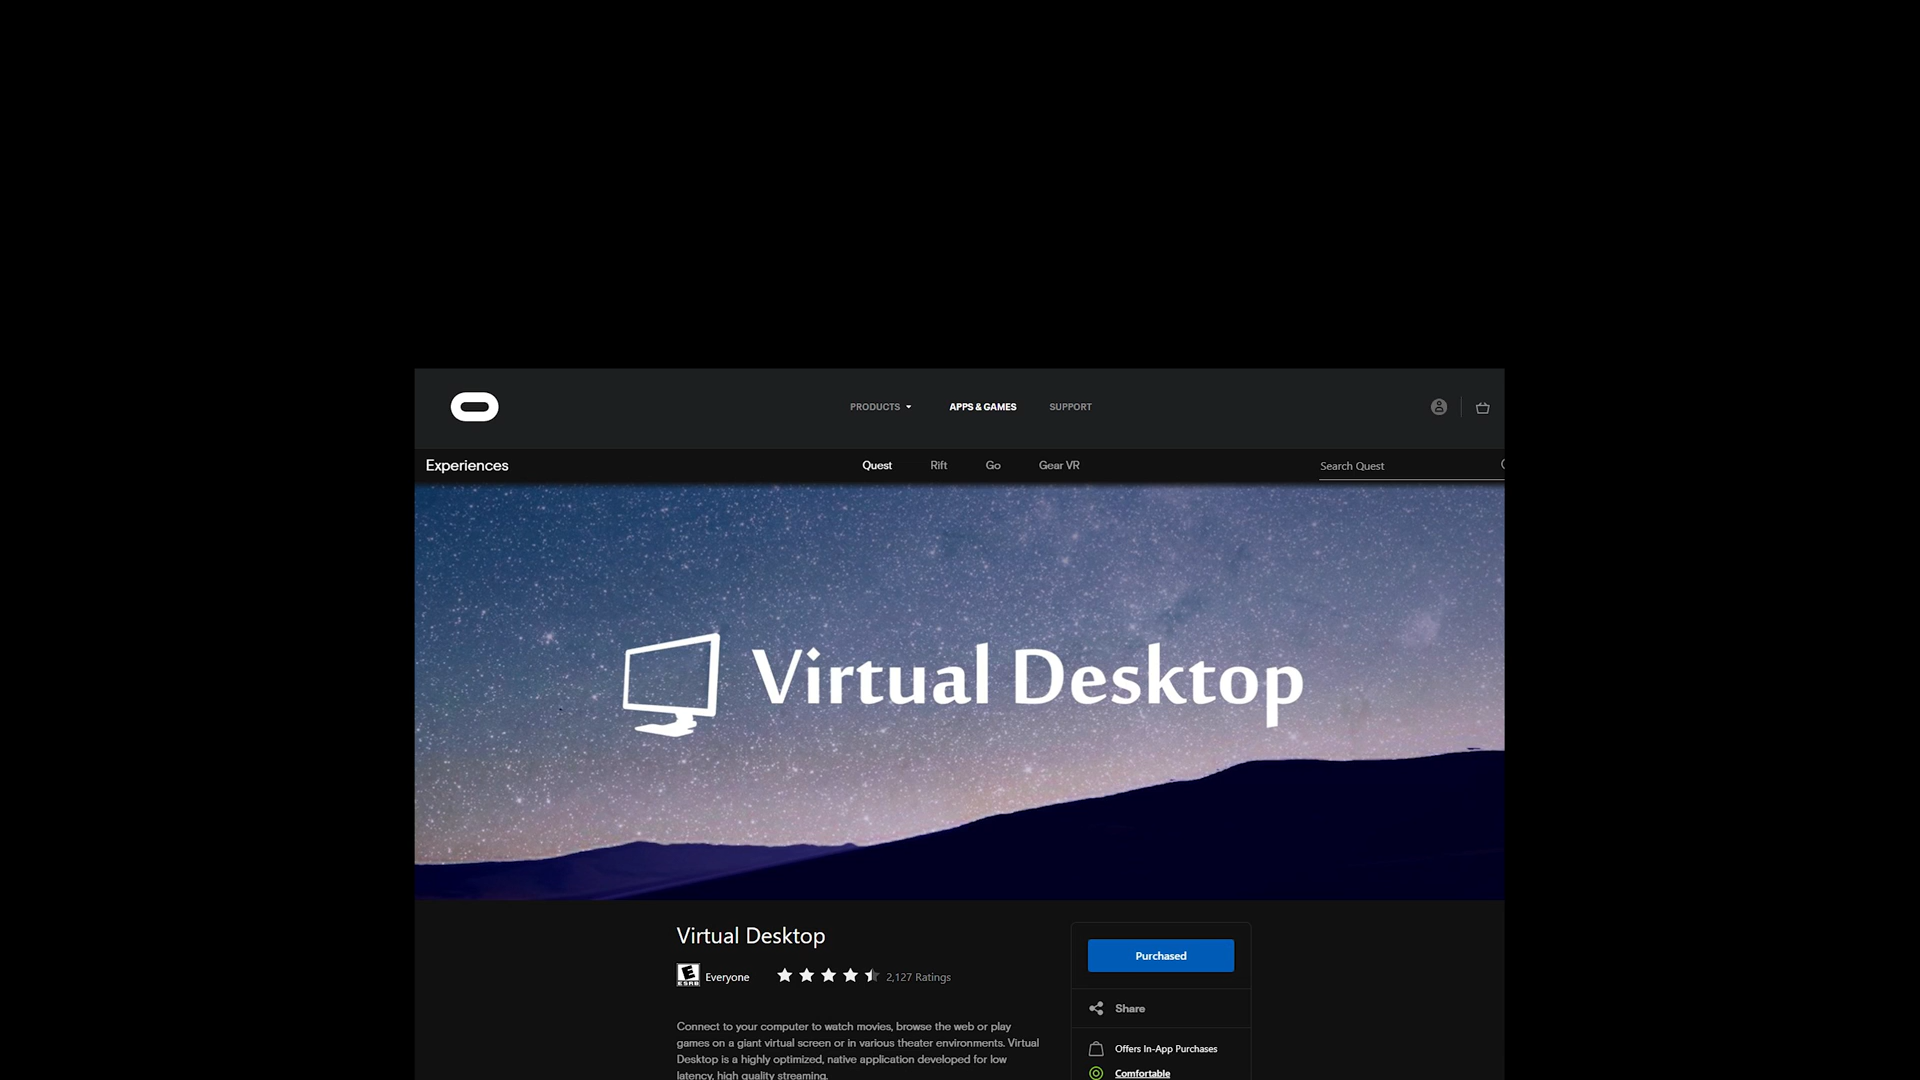 PRODUCTS APPS & GAMES SUPPORT
Experiences Quest Rift Go Gear VR Search Quest
Virtual Desktop
Virtual Desktop
Purchased
E
ESRB
Everyone 2,127 Ratings
Share
Connect to your computer to watch movies, browse the web or play
games on a giant virtual screen or in various theater environments. Virtual
Desktop is a highly optimized, native application developed for low
latency, high quality streaming.
Offers In-App Purchases
Comfortable